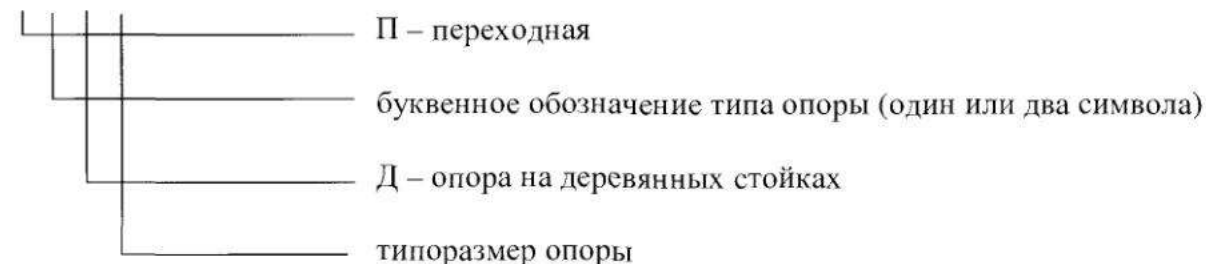 П – переходная
буквенное обозначение типа опоры (один или два символа)
Д – опора на деревянных стойках
типоразмер опоры